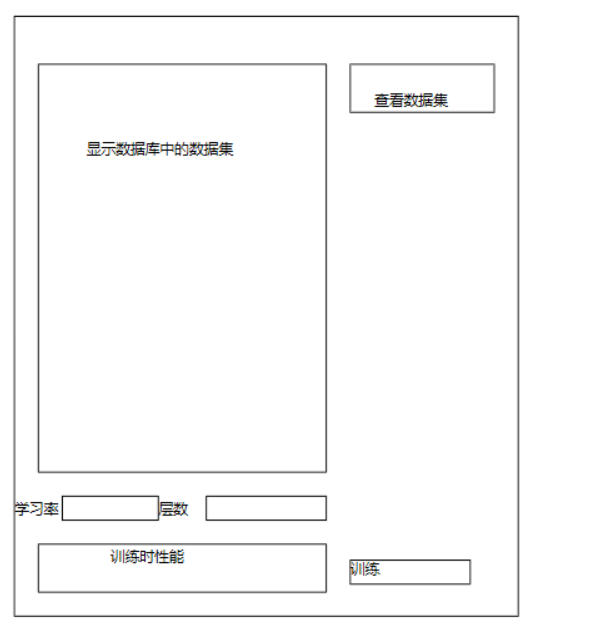 查看数据集
显示数据库中的数据集
学习率
层数
训练时性能
训练